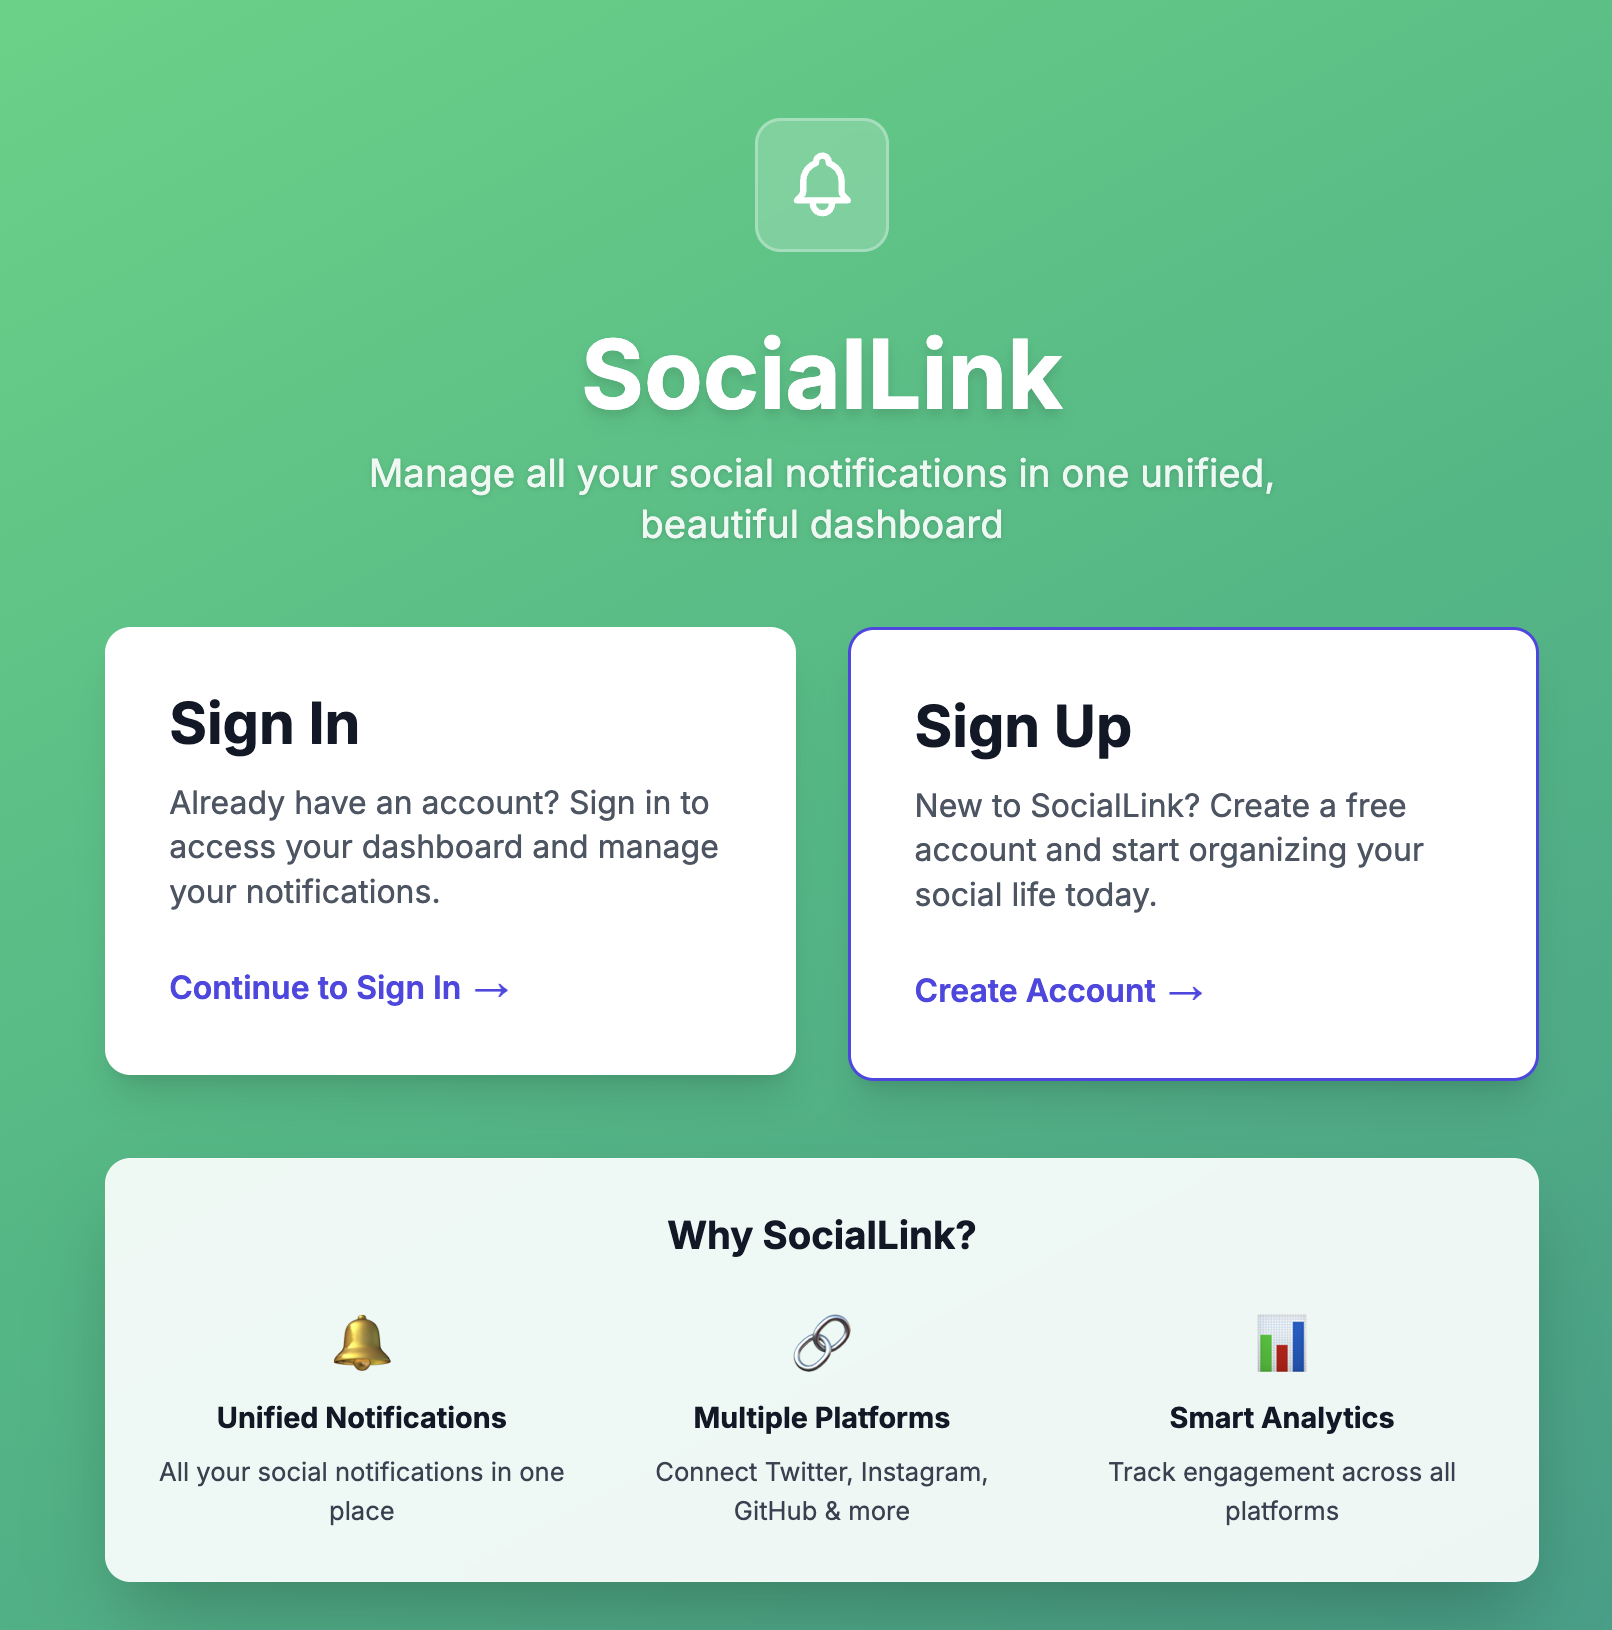 SocialLink
Manage all your social notifications in one unified,
beautiful dashboard
Sign In
Already have an account? Sign in to
access your dashboard and manage
your notifications.
Continue to Sign In →
Sign Up
New to SocialLink? Create a free
account and start organizing your
social life today.
Create Account →
Why SocialLink?
Unified Notifications
All your social notifications in one
place
Multiple Platforms
Connect Twitter, Instagram,
GitHub & more
Smart Analytics
Track engagement across all
platforms